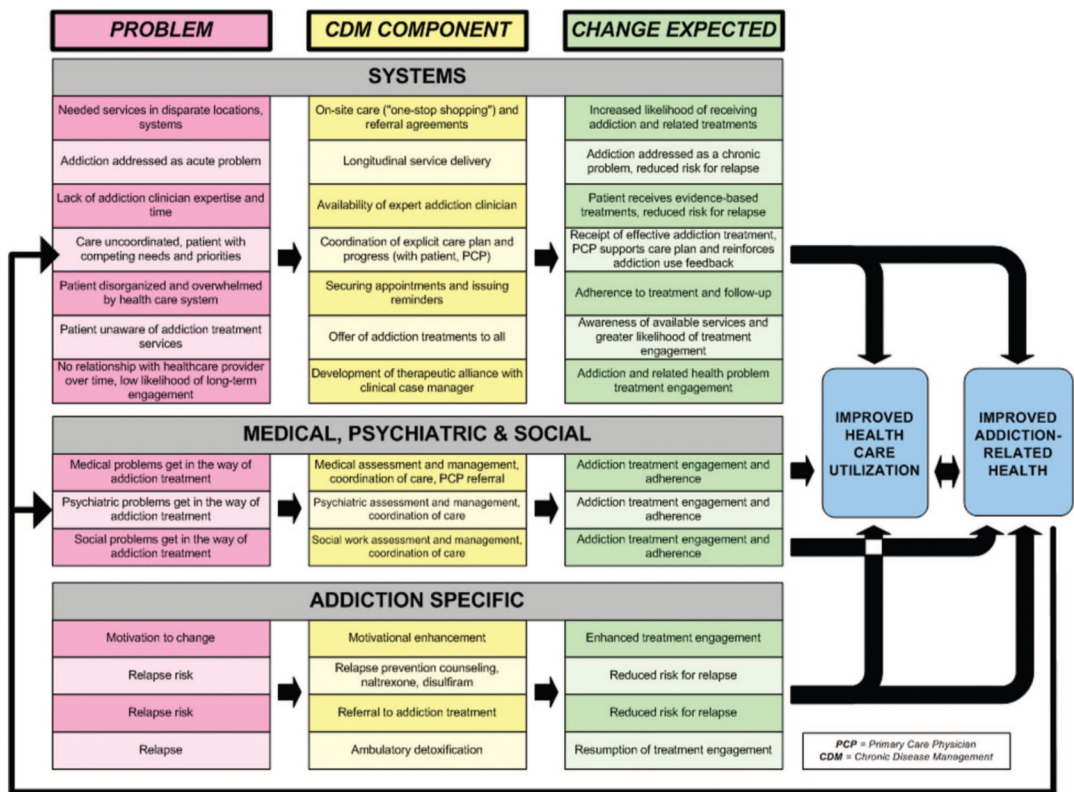 PROBLEM
CDM COMPONENT
CHANGE EXPECTED
SYSTEMS
Needed services in disparate locations,
systems
On-site care ("one-stop shopping") and
referral agreements
Increased likelihood of receiving
addiction and related treatments
Addiction addressed as acute problem
Longitudinal service delivery
Addiction addressed as a chronic
problem, reduced risk for relapse
Lack of addiction clinician expertise and
time
Availability of expert addiction clinician
Patient receives evidence-based
treatments, reduced risk for relapse
Care uncoordinated, patient with
competing needs and priorities
Coordination of explicit care plan and
progress (with patient, PCP)
Receipt of effective addiction treatment,
PCP supports care plan and reinforces
addiction use feedback
Patient disorganized and overwhelmed
by health care system
Securing appointments and issuing
reminders
Adherence to treatment and follow-up
Patient unaware of addiction treatment
services
Offer of addiction treatments to all
Awareness of available services and
greater likelihood of treatment
engagement
No relationship with healthcare provider
over time, low likelihood of long-term
engagement
Development of therapeutic alliance with
clinical case manager
Addiction and related health problem
treatment engagement
IMPROVED
HEALTH
CARE
UTILIZATION
IMPROVED
ADDICTION-
RELATED
HEALTH
MEDICAL, PSYCHIATRIC & SOCIAL
Medical problems get in the way of
addiction treatment
Medical assessment and management,
coordination of care, PCP referral
Addiction treatment engagement and
adherence
Psychiatric problems get in the way of
addiction treatment
Psychiatric assessment and management,
coordination of care
Addiction treatment engagement and
adherence
Social problems get in the way of
addiction treatment
Social work assessment and management,
coordination of care
Addiction treatment engagement and
adherence
ADDICTION SPECIFIC
Motivation to change
Motivational enhancement
Enhanced treatment engagement
Relapse risk
Relapse prevention counseling,
naltrexone, disulfiram
Reduced risk for relapse
Relapse risk
Referral to addiction treatment
Reduced risk for relapse
Relapse
Ambulatory detoxification
Resumption of treatment engagement
PCP = Primary Care Physician
CDM = Chronic Disease Management